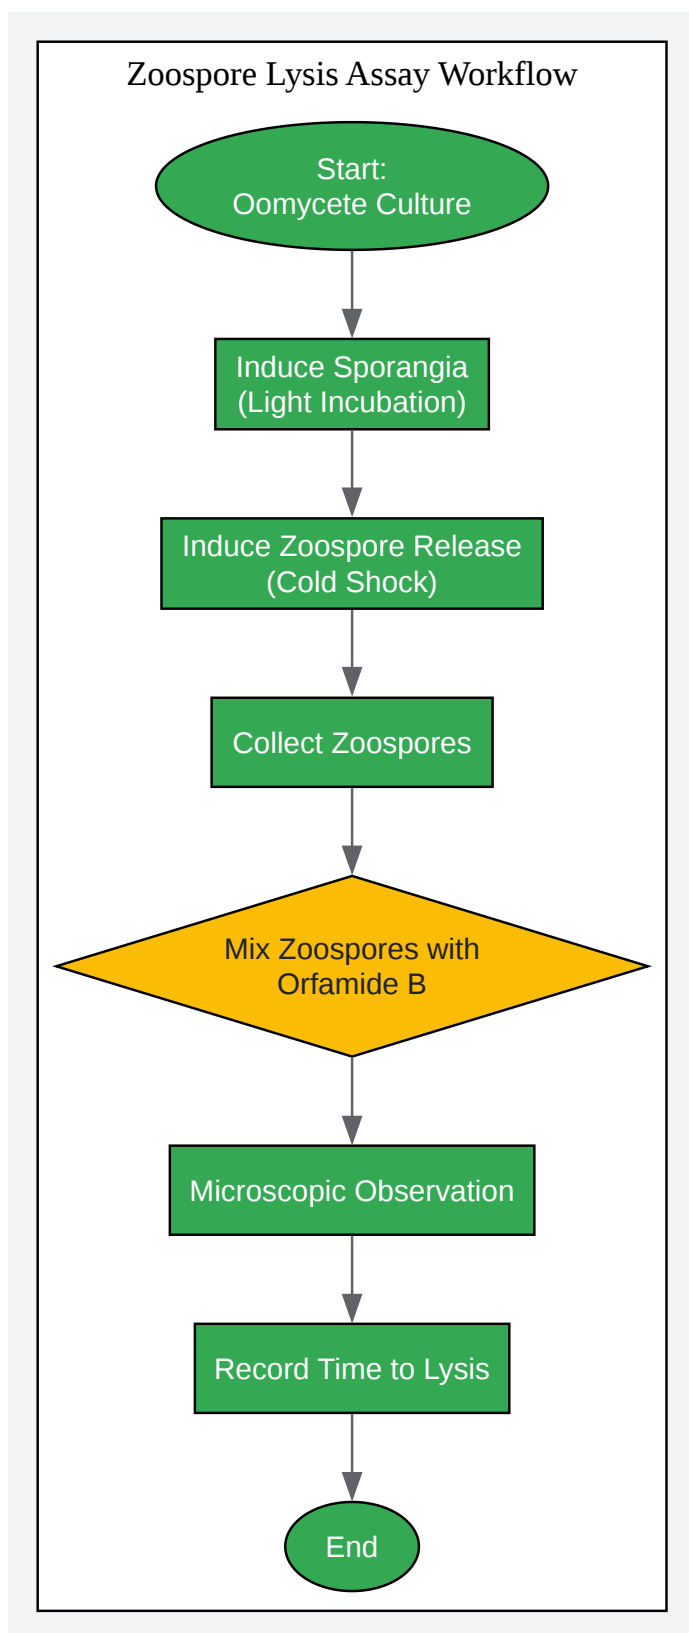 Zoospore Lysis Assay Workflow
Start:
Oomycete Culture
Induce Sporangia
(Light Incubation)
Induce Zoospore Release
(Cold Shock)
Collect Zoospores
Mix Zoospores with
Orfamide B
Microscopic Observation
Record Time to Lysis
End